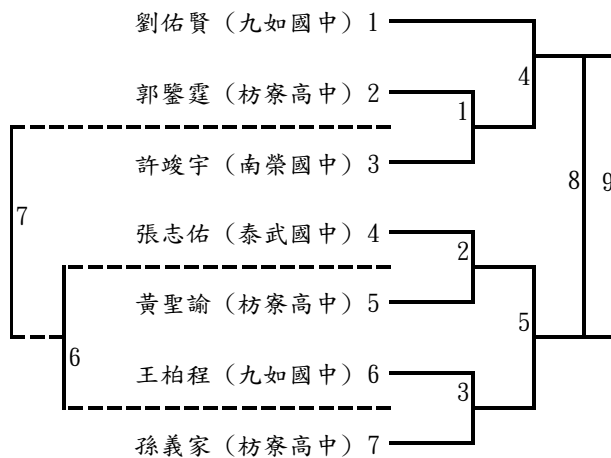 劉佑賢（九如國中）1
4
郭鑒霆（枋寮高中）2
1
許竣宇（南榮國中）3
8
9
7
張志佑（泰武國中）4
2
黃聖諭（枋寮高中）5
5
6
王柏程（九如國中）6
3
孫義家（枋寮高中）7